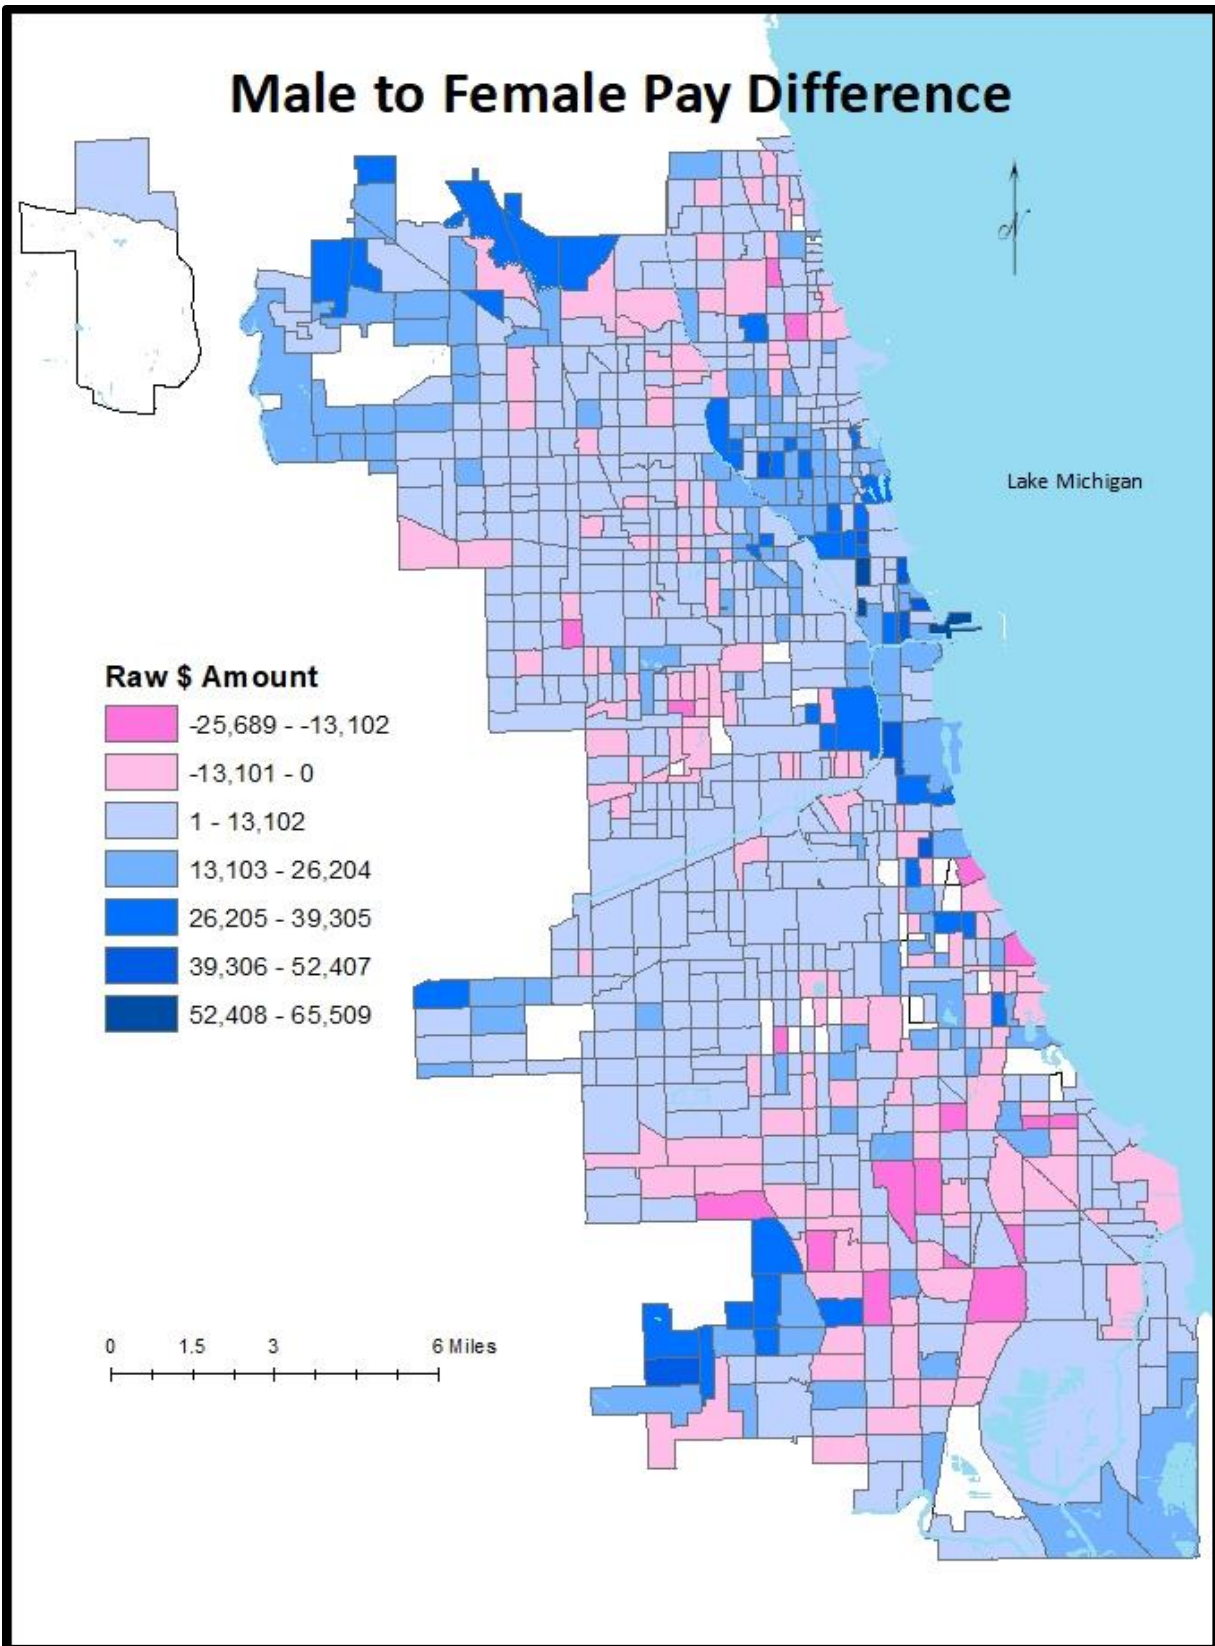 Male to Female Pay Difference
N
Lake Michigan
Raw $ Amount
-25,689 - -13,102
-13,101 - 0
1 - 13,102
13,103 - 26,204
26,205 - 39,305
39,306 - 52,407
52,408 - 65,509
0 1.5 3 6 Miles